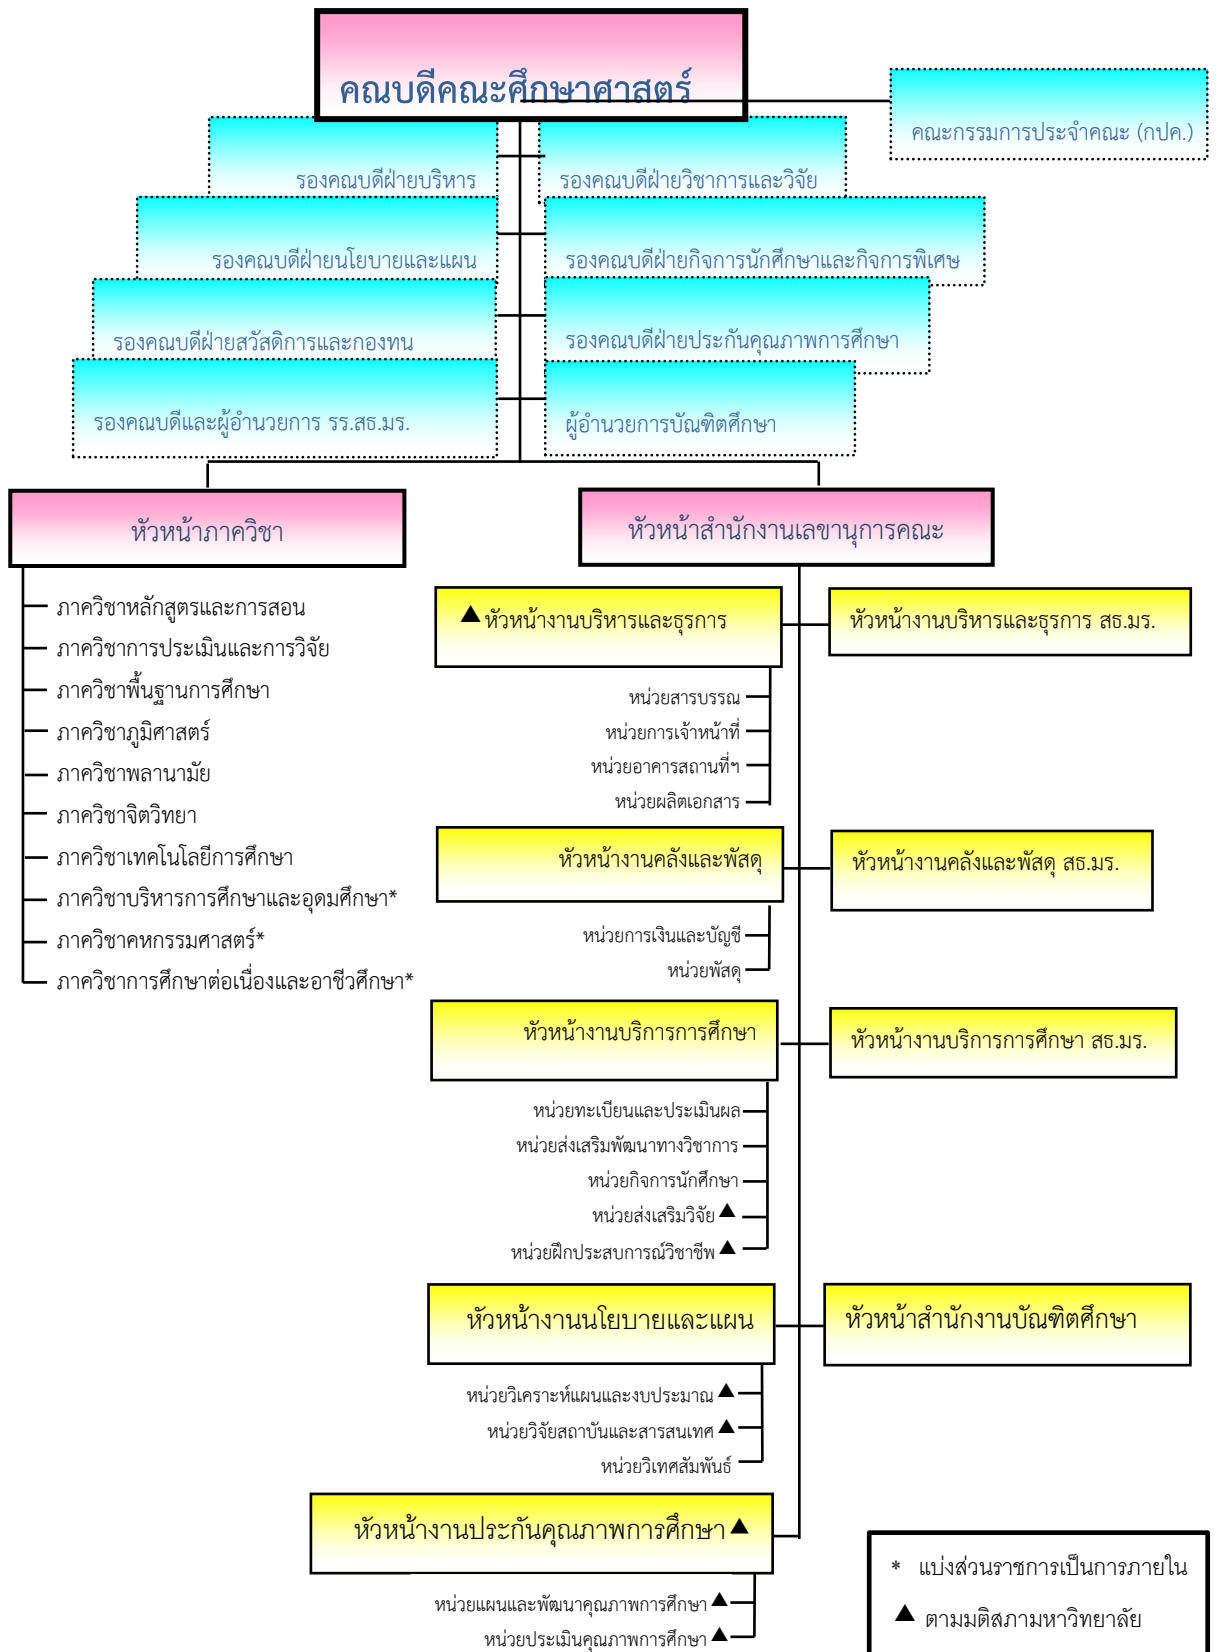 คณบดีคณะศึกษาศาสตร์
คณะกรรมการประจำคณะ (กปค.)
รองคณบดีฝ่ายบริหาร
รองคณบดีฝ่ายวิชาการและวิจัย
รองคณบดีฝ่ายนโยบายและแผน
รองคณบดีฝ่ายกิจการนักศึกษาและกิจการพิเศษ
รองคณบดีฝ่ายสวัสดิการและกองทุน
รองคณบดีฝ่ายประกันคุณภาพการศึกษา
รองคณบดีและผู้อำนวยการ รร.สธ.มร.
ผู้อำนวยการบัณฑิตศึกษา
หัวหน้าภาควิชา
ภาควิชาหลักสูตรและการสอน
ภาควิชาการประเมินและการวิจัย
ภาควิชาพื้นฐานการศึกษา
ภาควิชาภูมิศาสตร์
ภาควิชาพลานามัย
ภาควิชาจิตวิทยา
ภาควิชาเทคโนโลยีการศึกษา
ภาควิชาบริหารการศึกษาและอุดมศึกษา*
ภาควิชาคหกรรมศาสตร์*
ภาควิชาการศึกษาต่อเนื่องและอาชีวศึกษา*
หัวหน้าสำนักงานเลขานุการคณะ
▲ หัวหน้างานบริหารและธุรการ
หัวหน้างานบริหารและธุรการ สธ.มร.
หน่วยสารบรรณ
หน่วยการเจ้าหน้าที่
หน่วยอาคารสถานที่ฯ
หน่วยผลิตเอกสาร
หัวหน้างานคลังและพัสดุ
หัวหน้างานคลังและพัสดุ สธ.มร.
หน่วยการเงินและบัญชี
หน่วยพัสดุ
หัวหน้างานบริการการศึกษา
หัวหน้างานบริการการศึกษา สธ.มร.
หน่วยทะเบียนและประเมินผล
หน่วยส่งเสริมพัฒนาทางวิชาการ
หน่วยกิจการนักศึกษา
หน่วยส่งเสริมวิจัย ▲
หน่วยฝึกประสบการณ์วิชาชีพ ▲
หัวหน้างานนโยบายและแผน
หัวหน้าสำนักงานบัณฑิตศึกษา
หน่วยวิเคราะห์แผนและงบประมาณ ▲
หน่วยวิจัยสถาบันและสารสนเทศ ▲
หน่วยวิเทศสัมพันธ์
หัวหน้างานประกันคุณภาพการศึกษา ▲
หน่วยแผนและพัฒนาคุณภาพการศึกษา ▲
หน่วยประเมินคุณภาพการศึกษา ▲
* แบ่งส่วนราชการเป็นการภายใน
▲ ตามมติสภามหาวิทยาลัย